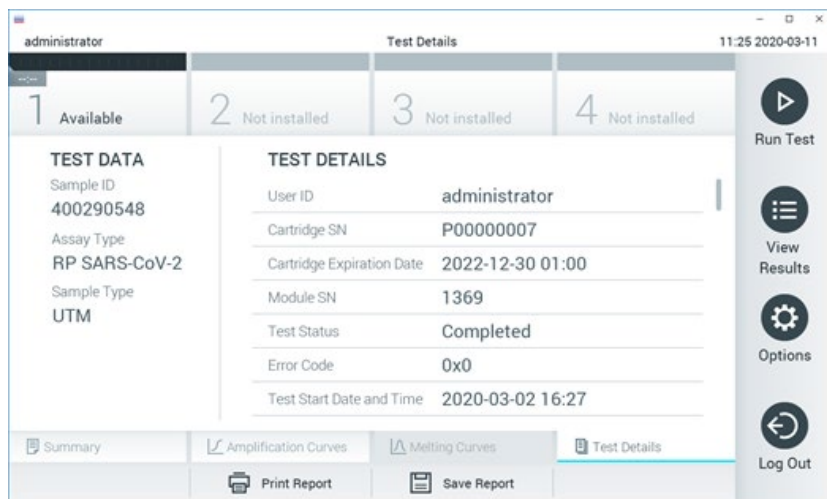 administrator Test Details 11:25 2020-03-11
--:--
1 Available 2 Not installed 3 Not installed 4 Not installed
Run Test
TEST DATA
Sample ID
400290548
Assay Type
RP SARS-CoV-2
Sample Type
UTM
TEST DETAILS
User ID administrator
Cartridge SN P00000007
Cartridge Expiration Date 2022-12-30 01:00
Module SN 1369
Test Status Completed
Error Code 0x0
Test Start Date and Time 2020-03-02 16:27
View
Results
Options
Log Out
Summary Amplification Curves Melting Curves Test Details
Print Report Save Report